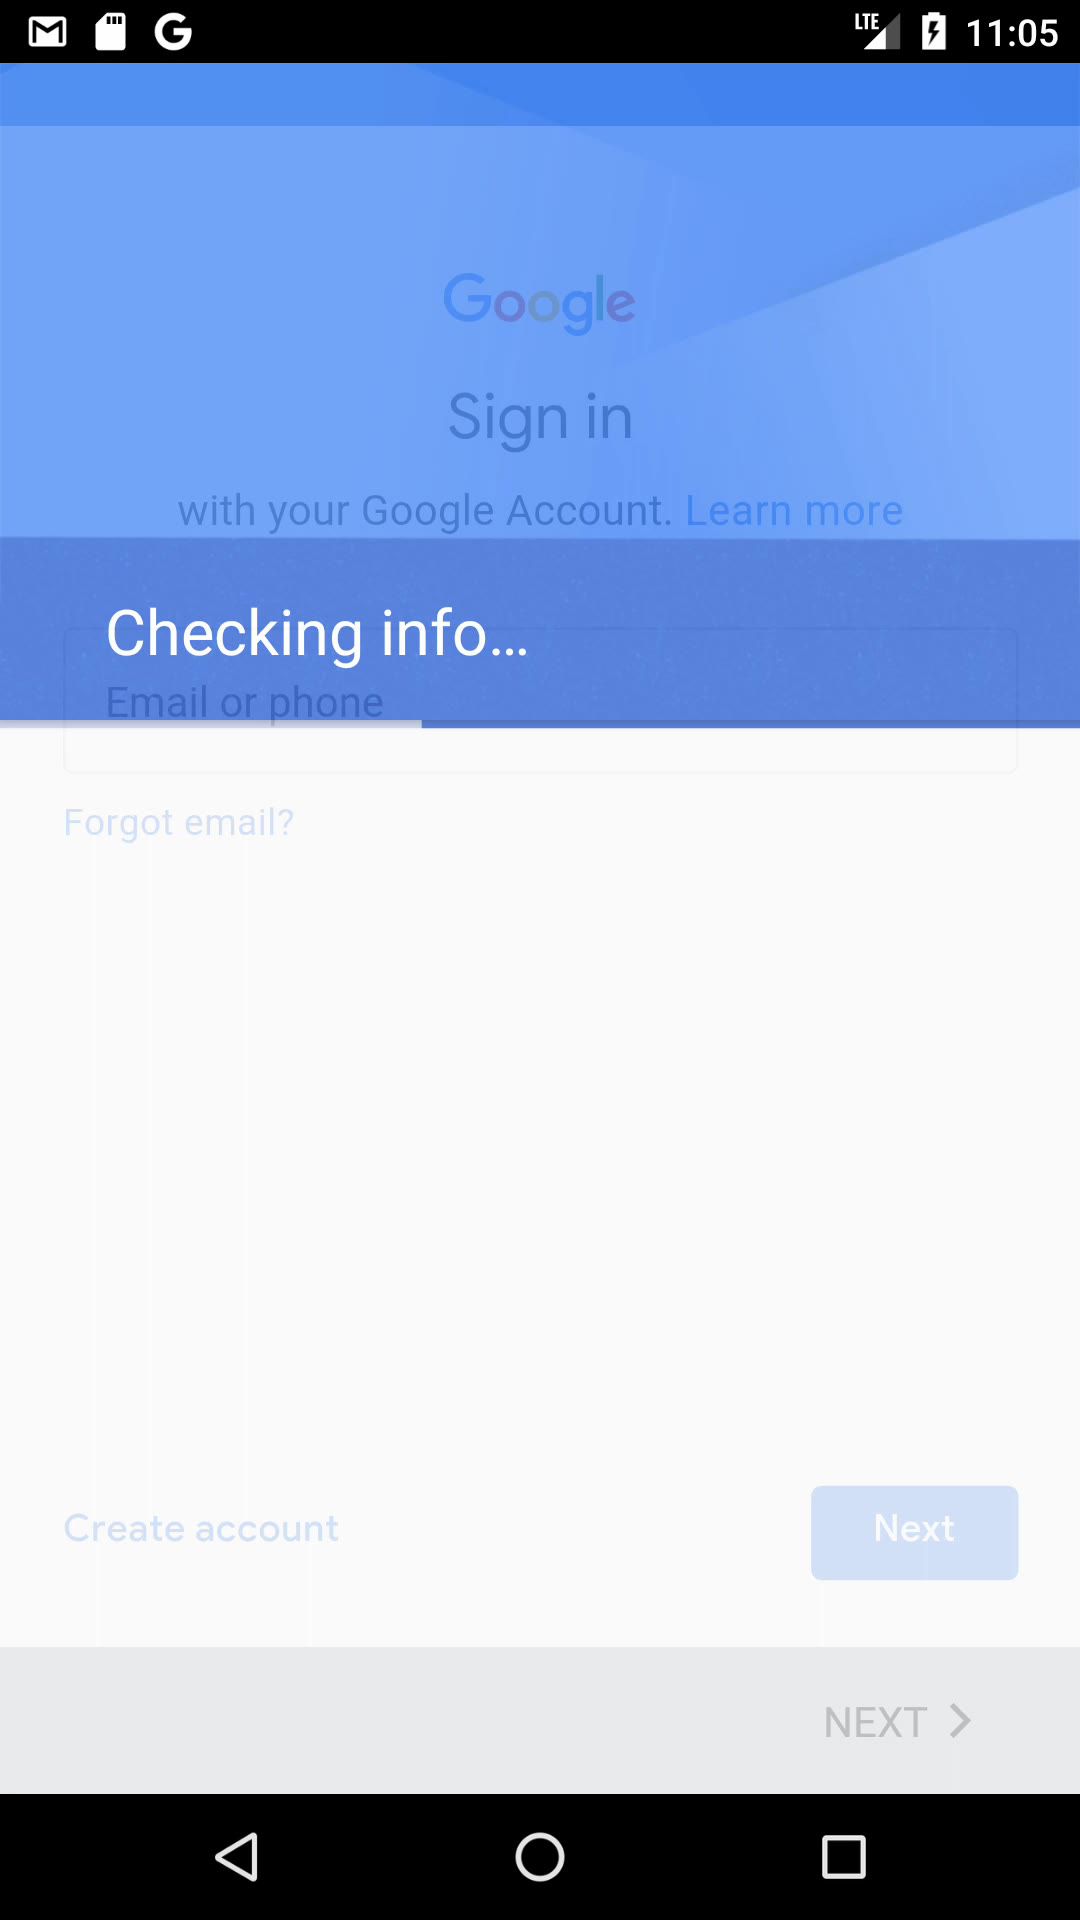 LTE 11:05
Google
Sign in
with your Google Account. Learn more
Checking info...
Email or phone
Forgot email?
Create account
Next
NEXT